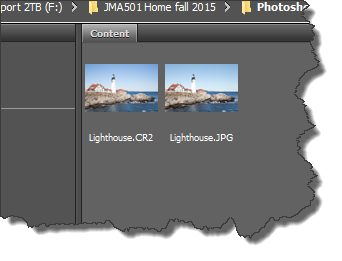 port 2TB (F:) > JMA501 Home fall 2015 > Photosh
Content
Lighthouse.CR2 Lighthouse.JPG